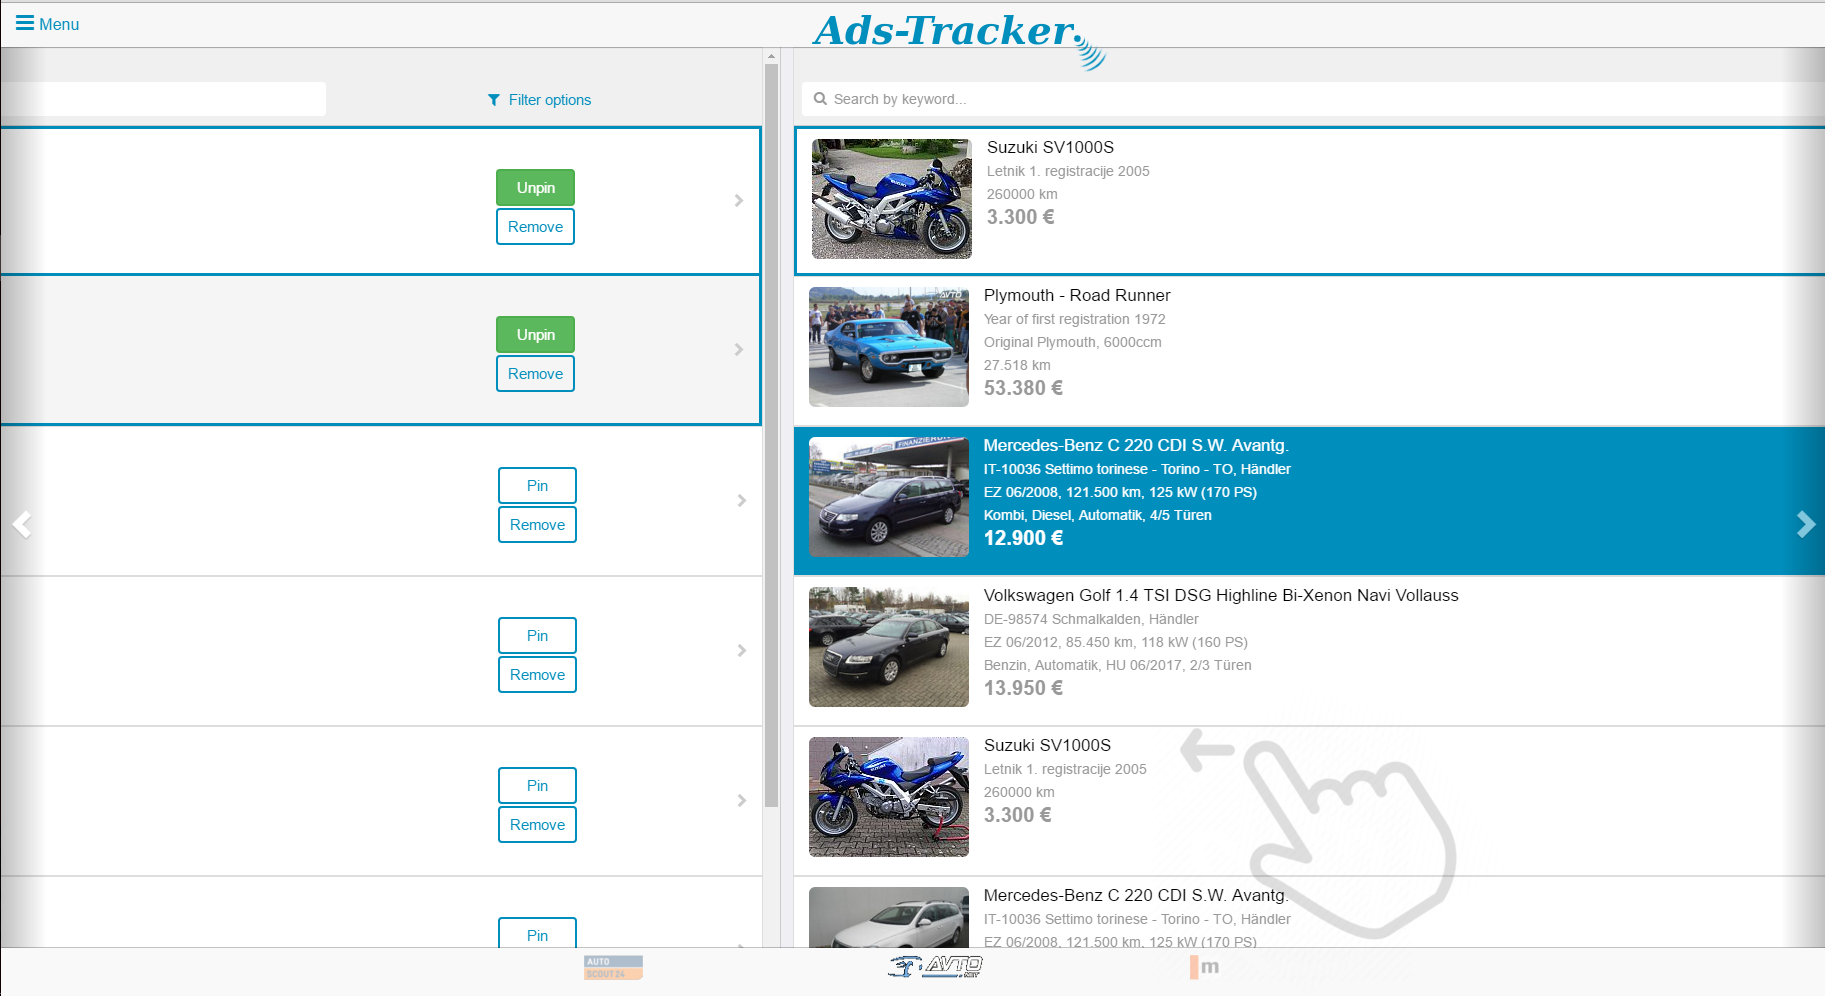 Menu
Ads-Tracker.
Filter options
Search by keyword...
Unpin
Remove
Unpin
Remove
Pin
Remove
Pin
Remove
Pin
Remove
Pin
Suzuki SV1000S
Letnik 1. registracije 2005
260000 km
3.300 €
AVTO
Plymouth - Road Runner
Year of first registration 1972
Original Plymouth, 6000ccm
27.518 km
53.380 €
FINANZIERUN
Mercedes-Benz C 220 CDI S.W. Avantg.
IT-10036 Settimo torinese - Torino - TO, Händler
EZ 06/2008, 121.500 km, 125 kW (170 PS)
Kombi, Diesel, Automatik, 4/5 Türen
12.900 €
Volkswagen Golf 1.4 TSI DSG Highline Bi-Xenon Navi Vollauss
DE-98574 Schmalkalden, Händler
EZ 06/2012, 85.450 km, 118 kW (160 PS)
Benzin, Automatik, HU 06/2017, 2/3 Türen
13.950 €
Suzuki SV1000S
Letnik 1. registracije 2005
260000 km
3.300 €
Mercedes-Benz C 220 CDI S.W. Avantg.
IT-10036 Settimo torinese - Torino - TO, Händler
EZ 06/2008, 121.500 km, 125 kW (170 PS)
AUTO
SCOUT24
AVTO
.NET
m